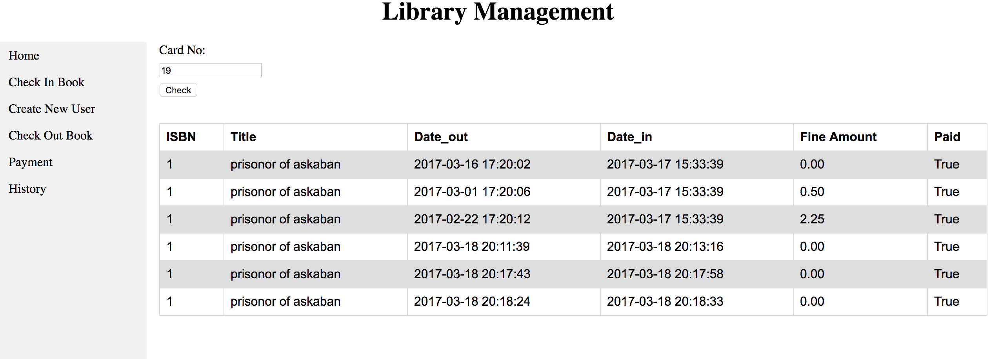 Library Management
Home
Check In Book
Create New User
Check Out Book
Payment
History
Card No:
19
Check
ISBN Title Date_out Date_in Fine Amount Paid
1 prisonor of askaban 2017-03-16 17:20:02 2017-03-17 15:33:39 0.00 True
1 prisonor of askaban 2017-03-01 17:20:06 2017-03-17 15:33:39 0.50 True
1 prisonor of askaban 2017-02-22 17:20:12 2017-03-17 15:33:39 2.25 True
1 prisonor of askaban 2017-03-18 20:11:39 2017-03-18 20:13:16 0.00 True
1 prisonor of askaban 2017-03-18 20:17:43 2017-03-18 20:17:58 0.00 True
1 prisonor of askaban 2017-03-18 20:18:24 2017-03-18 20:18:33 0.00 True